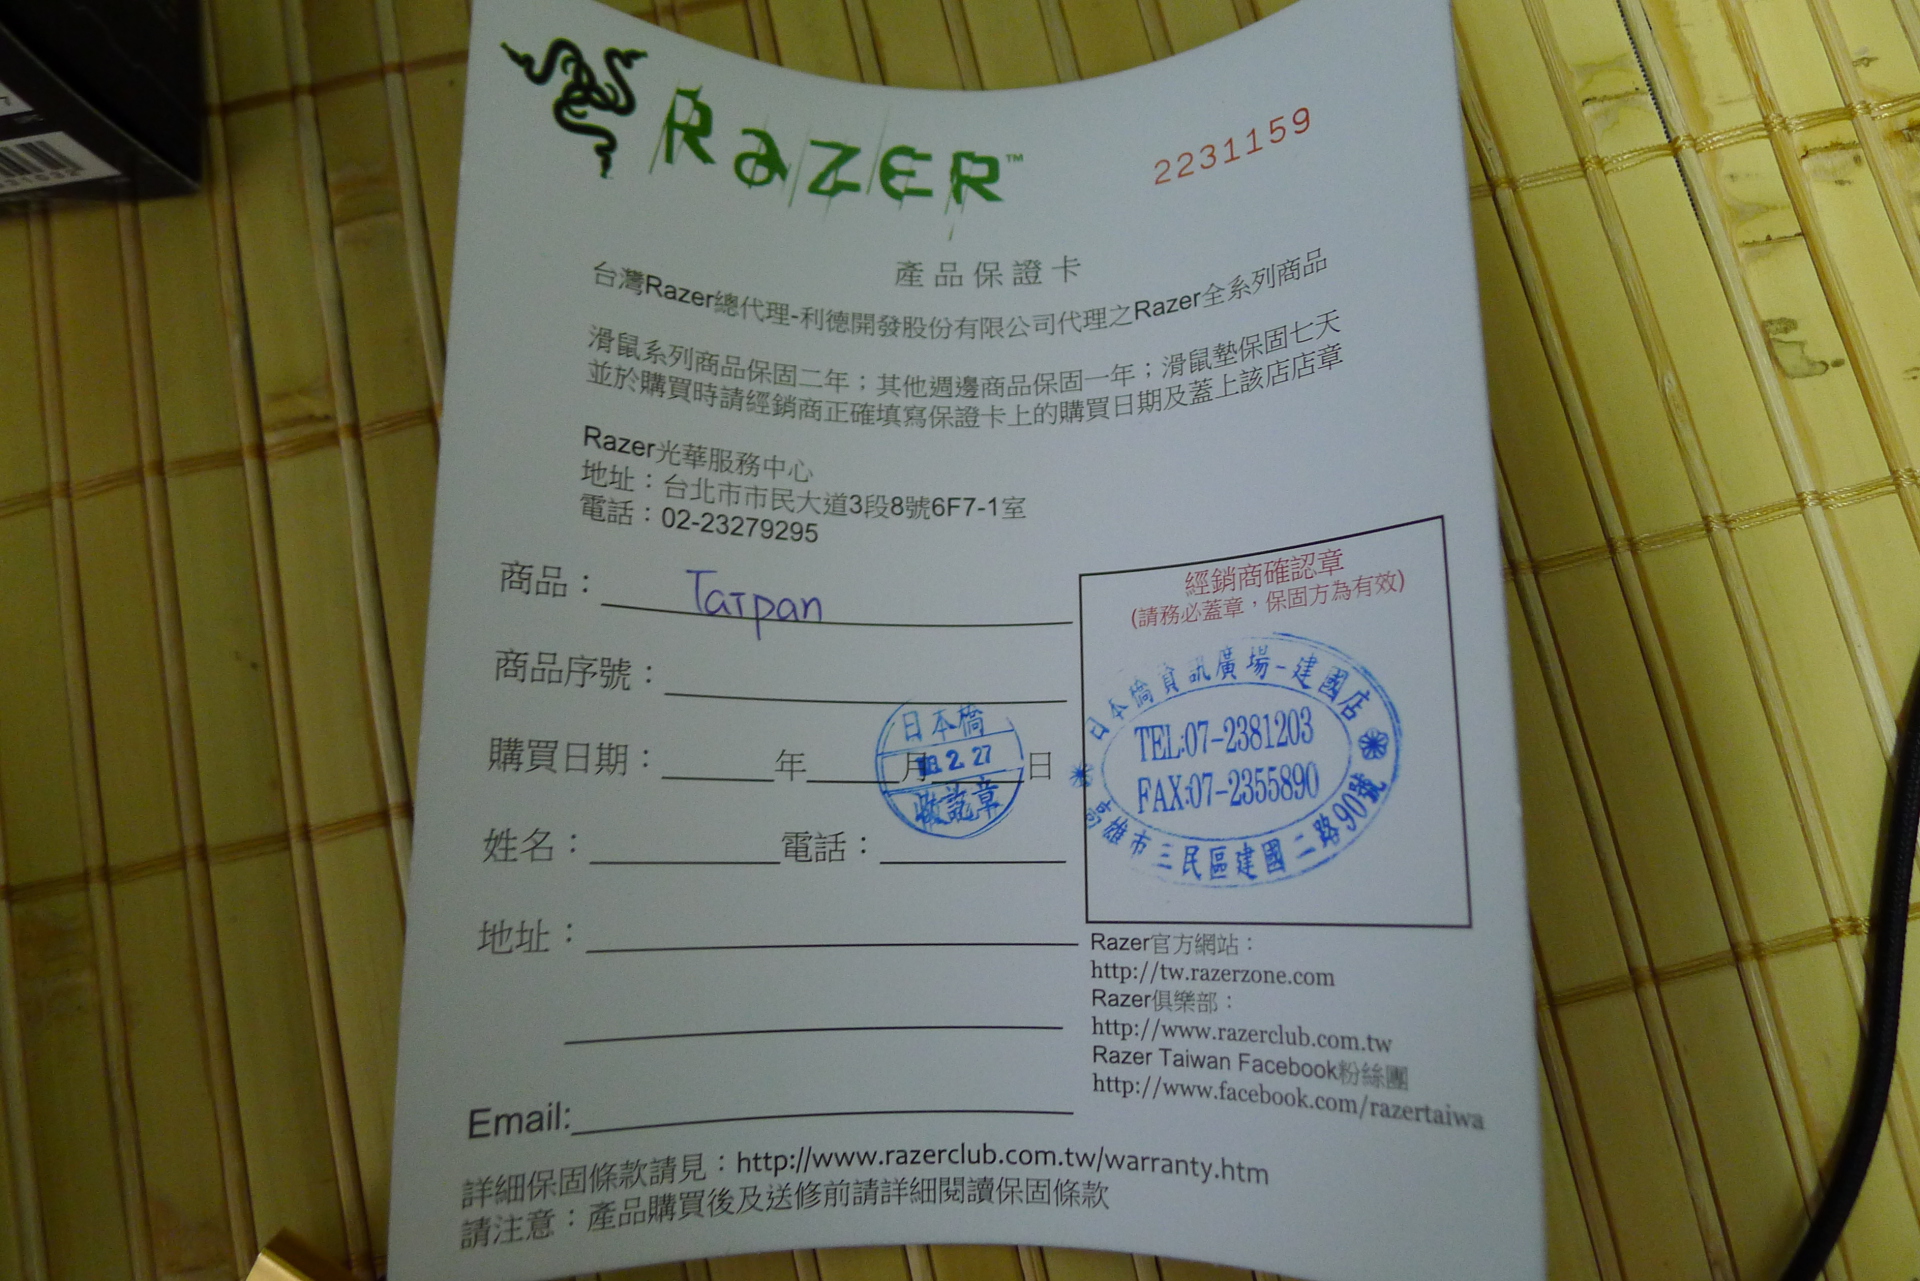 RAZER™
2231159
產品保證卡
台灣Razer總代理-利德開發股份有限公司代理之Razer全系列商品
滑鼠系列商品保固二年；其他週邊商品保固一年；滑鼠墊保固七天
並於購買時請經銷商正確填寫保證卡上的購買日期及蓋上該店店章
Razer光華服務中心
地址：台北市市民大道3段8號6F7-1室
電話：02-23279295
商品： Taipan
商品序號：
購買日期： 年 月 日
日本橋
2.27
收訖章
姓名： 電話：
地址：
Email:
經銷商確認章
(請務必蓋章，保固方為有效)
日本橋資訊廣場-建國店
TEL:07-2381203
FAX:07-2355890
高雄市三民區建國二路90號
Razer官方網站：
http://tw.razerzone.com
Razer俱樂部：
http://www.razerclub.com.tw
Razer Taiwan Facebook粉絲團
http://www.facebook.com/razertaiwa
詳細保固條款請見：http://www.razerclub.com.tw/warranty.htm
請注意：產品購買後及送修前請詳細閱讀保固條款